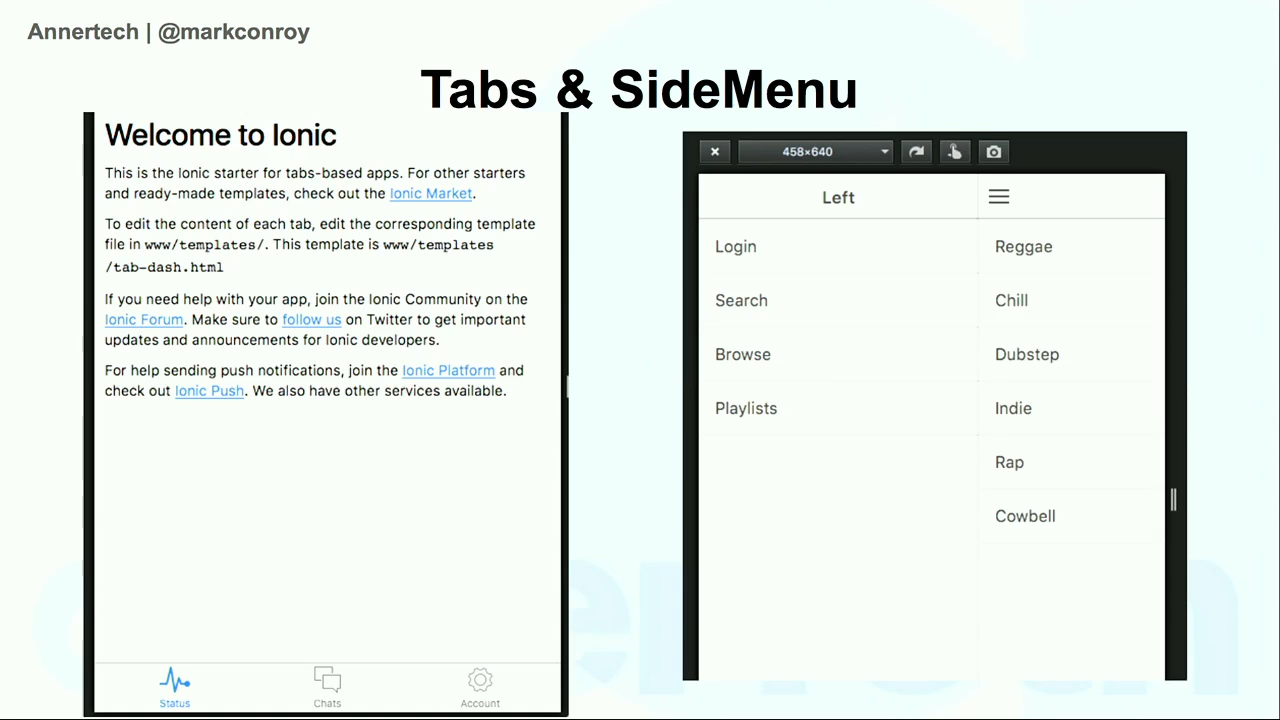 Annertech | @markconroy
Tabs & SideMenu
Welcome to Ionic
This is the Ionic starter for tabs-based apps. For other starters
and ready-made templates, check out the Ionic Market.
To edit the content of each tab, edit the corresponding template
file in www/templates/. This template is www/templates
/tab-dash.html
If you need help with your app, join the Ionic Community on the
Ionic Forum. Make sure to follow us on Twitter to get important
updates and announcements for Ionic developers.
For help sending push notifications, join the Ionic Platform and
check out Ionic Push. We also have other services available.
Status
Chats
Account
458×640
Left
Login
Search
Browse
Playlists
Reggae
Chill
Dubstep
Indie
Rap
Cowbell